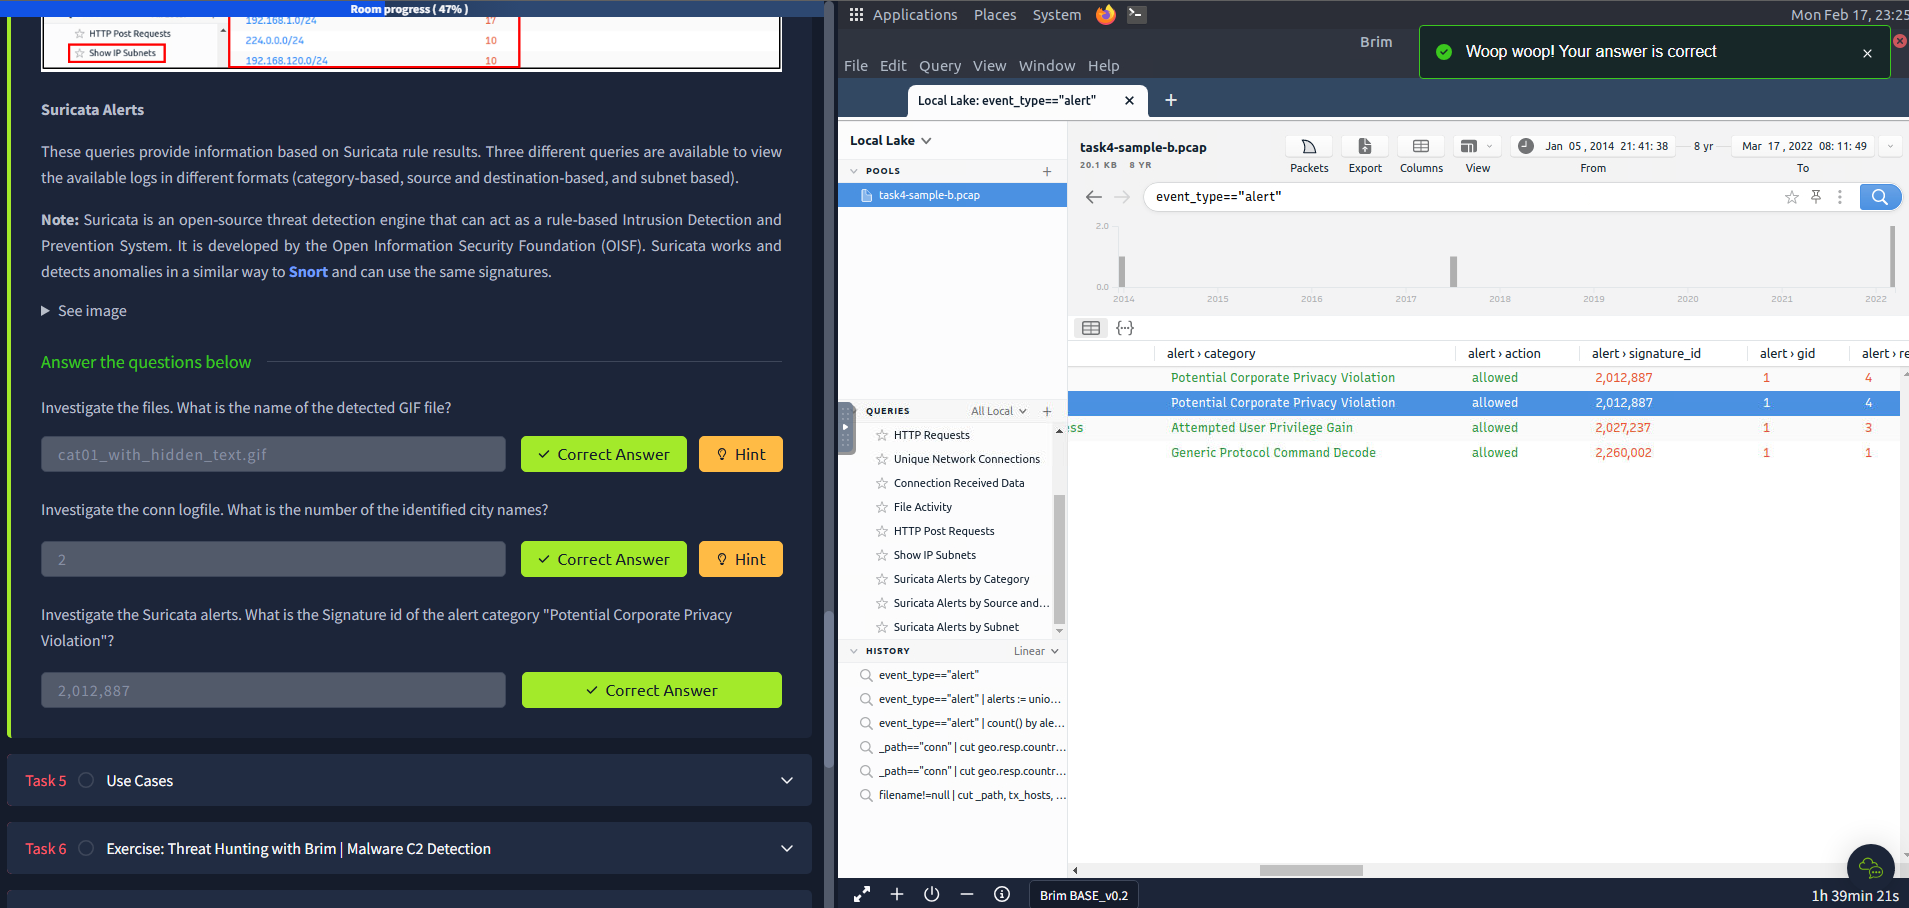 Room progress ( 47% )
192.168.1.0/24 17
HTTP Post Requests
224.0.0.0/24 10
Show IP Subnets
192.168.120.0/24 10
Suricata Alerts
These queries provide information based on Suricata rule results. Three different queries are available to view
the available logs in different formats (category-based, source and destination-based, and subnet based).
Note: Suricata is an open-source threat detection engine that can act as a rule-based Intrusion Detection and
Prevention System. It is developed by the Open Information Security Foundation (OISF). Suricata works and
detects anomalies in a similar way to Snort and can use the same signatures.
See image
Answer the questions below
Investigate the files. What is the name of the detected GIF file?
cat01_with_hidden_text.gif
Correct Answer
Hint
Investigate the conn logfile. What is the number of the identified city names?
2
Correct Answer
Hint
Investigate the Suricata alerts. What is the Signature id of the alert category "Potential Corporate Privacy
Violation"?
2,012,887
Correct Answer
Task 5 Use Cases
Task 6 Exercise: Threat Hunting with Brim | Malware C2 Detection
Applications Places System
Mon Feb 17, 23:25
Brim
Woop woop! Your answer is correct
File Edit Query View Window Help
Local Lake: event_type=="alert"
Local Lake
POOLS
task4-sample-b.pcap
QUERIES All Local
HTTP Requests
Unique Network Connections
Connection Received Data
File Activity
HTTP Post Requests
Show IP Subnets
Suricata Alerts by Category
Suricata Alerts by Source and...
Suricata Alerts by Subnet
HISTORY Linear
event_type=="alert"
event_type=="alert" | alerts := unio...
event_type=="alert" | count() by ale...
_path=="conn" | cut geo.resp.countr...
_path=="conn" | cut geo.resp.countr...
filename!=null | cut _path, tx_hosts, ...
task4-sample-b.pcap
20.1 KB 8 YR
Packets
Export
Columns
View
Jan 05 , 2014 21: 41: 38
From
8 yr
Mar 17 , 2022 08: 11: 49
To
event_type=="alert"
2.0
0.0
2014 2015 2016 2017 2018 2019 2020 2021 2022
alert › category alert › action alert › signature_id alert › gid alert › re
Potential Corporate Privacy Violation allowed 2,012,887 1 4
Potential Corporate Privacy Violation allowed 2,012,887 1 4
ess Attempted User Privilege Gain allowed 2,027,237 1 3
Generic Protocol Command Decode allowed 2,260,002 1 1
Brim BASE_v0.2
1h 39min 21s